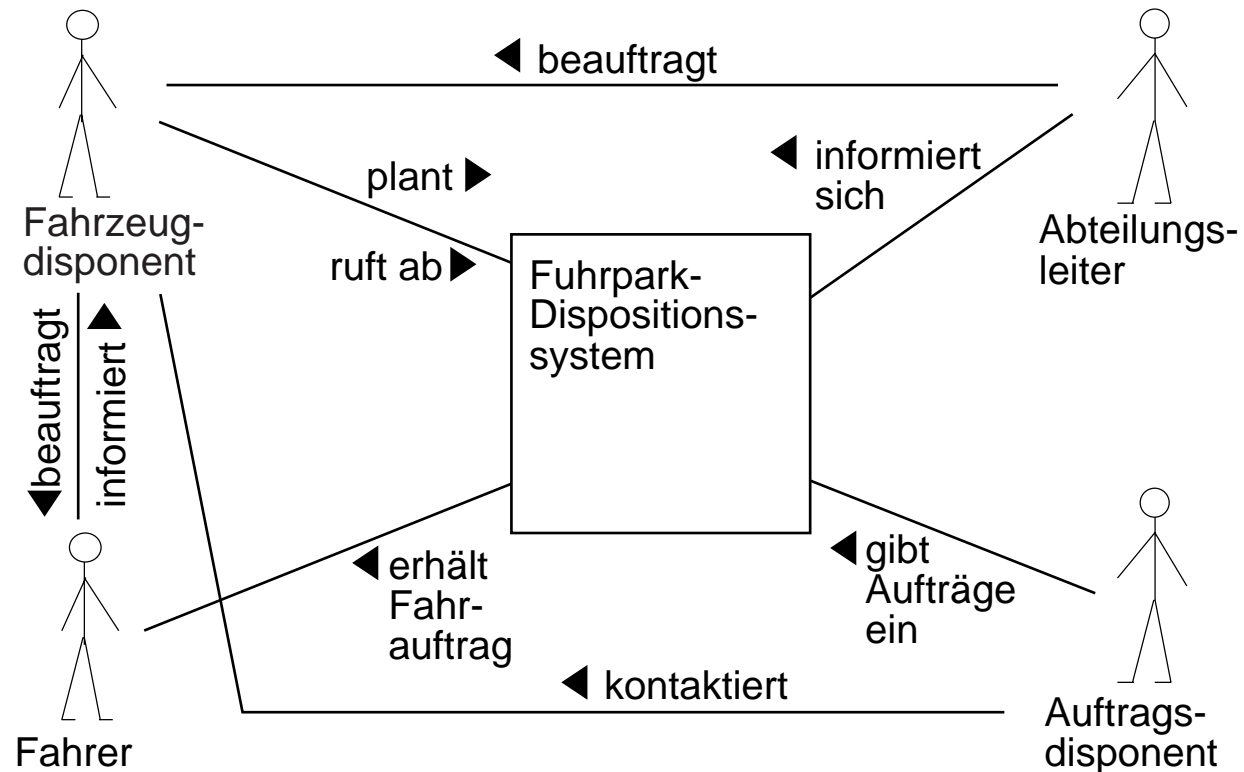 beauftragt
informiert
sich
plant
Fahrzeug-
disponent
Abteilungs-
leiter
ruft ab
Fuhrpark-
Dispositions-
system
beauftragt
informiert
erhält
Fahr-
auftrag
gibt
Aufträge
ein
kontaktiert
Fahrer
Auftrags-
disponent